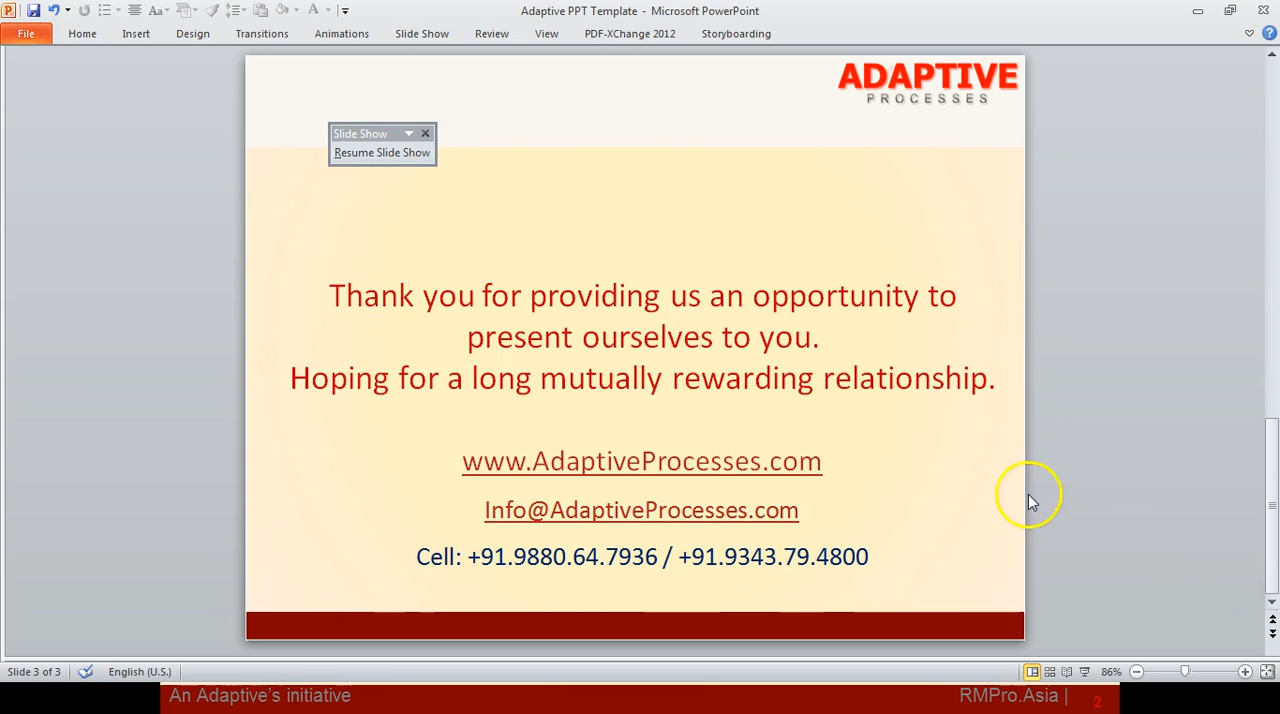 Adaptive PPT Template - Microsoft PowerPoint
File Home Insert Design Transitions Animations Slide Show Review View PDF-XChange 2012 Storyboarding
ADAPTIVE
PROCESSES
Slide Show
Resume Slide Show
Thank you for providing us an opportunity to
present ourselves to you.
Hoping for a long mutually rewarding relationship.
www.AdaptiveProcesses.com
Info@AdaptiveProcesses.com
Cell: +91.9880.64.7936 / +91.9343.79.4800
Slide 3 of 3 English (U.S.) 86%
An Adaptive's initiative RMPro.Asia | 2